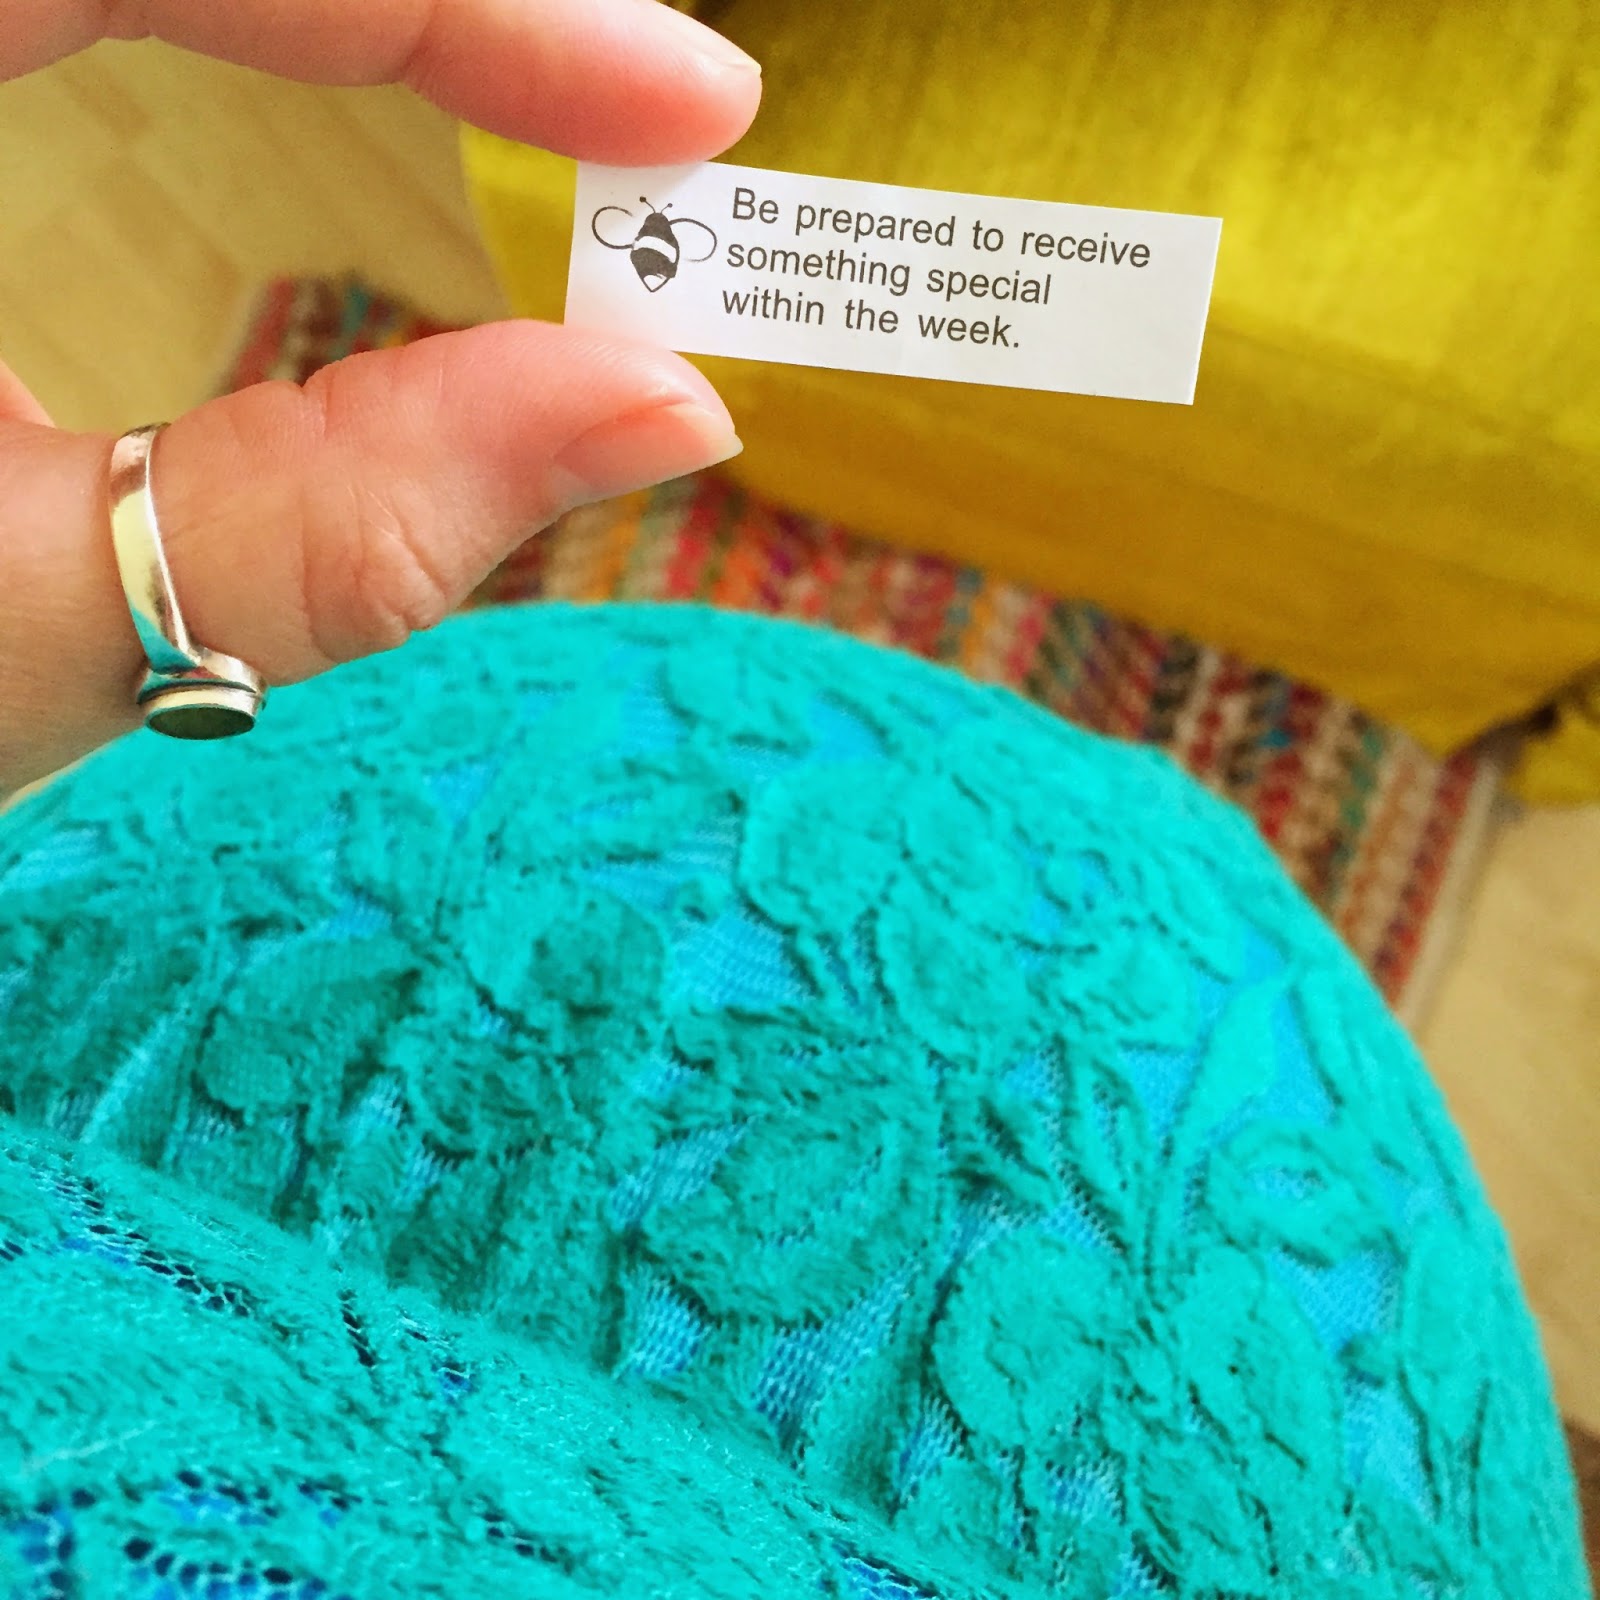 Be prepared to receive
something special
within the week.